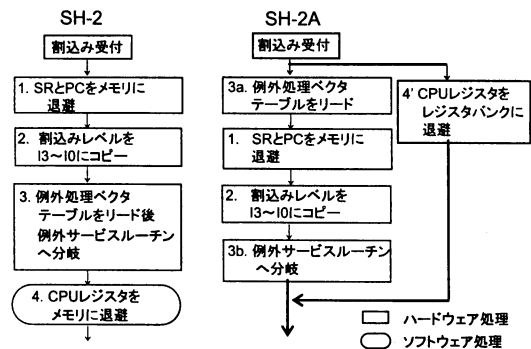 SH-2
割込み受付
1. SRとPCをメモリに
退避
2. 割込みレベルを
I3～I0にコピー
3. 例外処理ベクタ
テーブルをリード後
例外サービスルーチン
へ分岐
4. CPUレジスタを
メモリに退避
SH-2A
割込み受付
3a. 例外処理ベクタ
テーブルをリード
1. SRとPCをメモリに
退避
2. 割込みレベルを
I3～I0にコピー
3b. 例外サービスルーチン
へ分岐
4' CPUレジスタを
レジスタバンクに
退避
ハードウェア処理
ソフトウェア処理